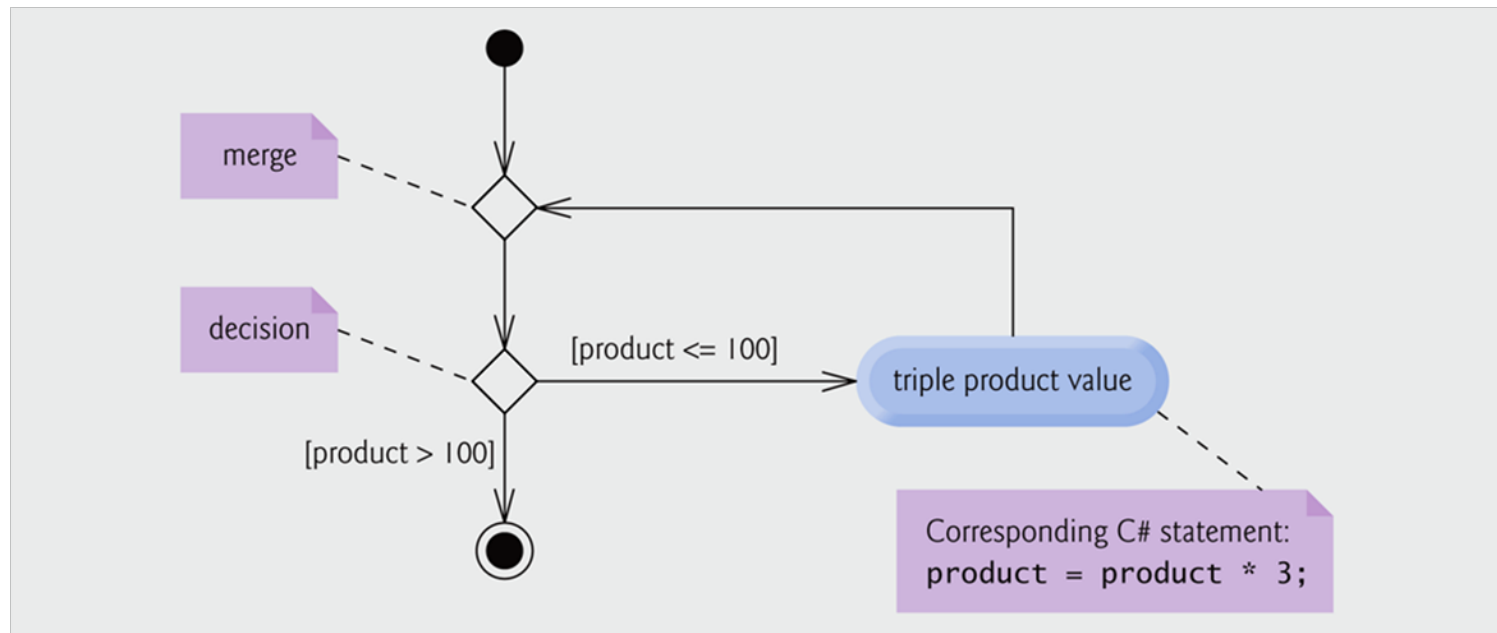 merge
decision
[product <= 100]
triple product value
[product > 100]
Corresponding C# statement:
product = product * 3;